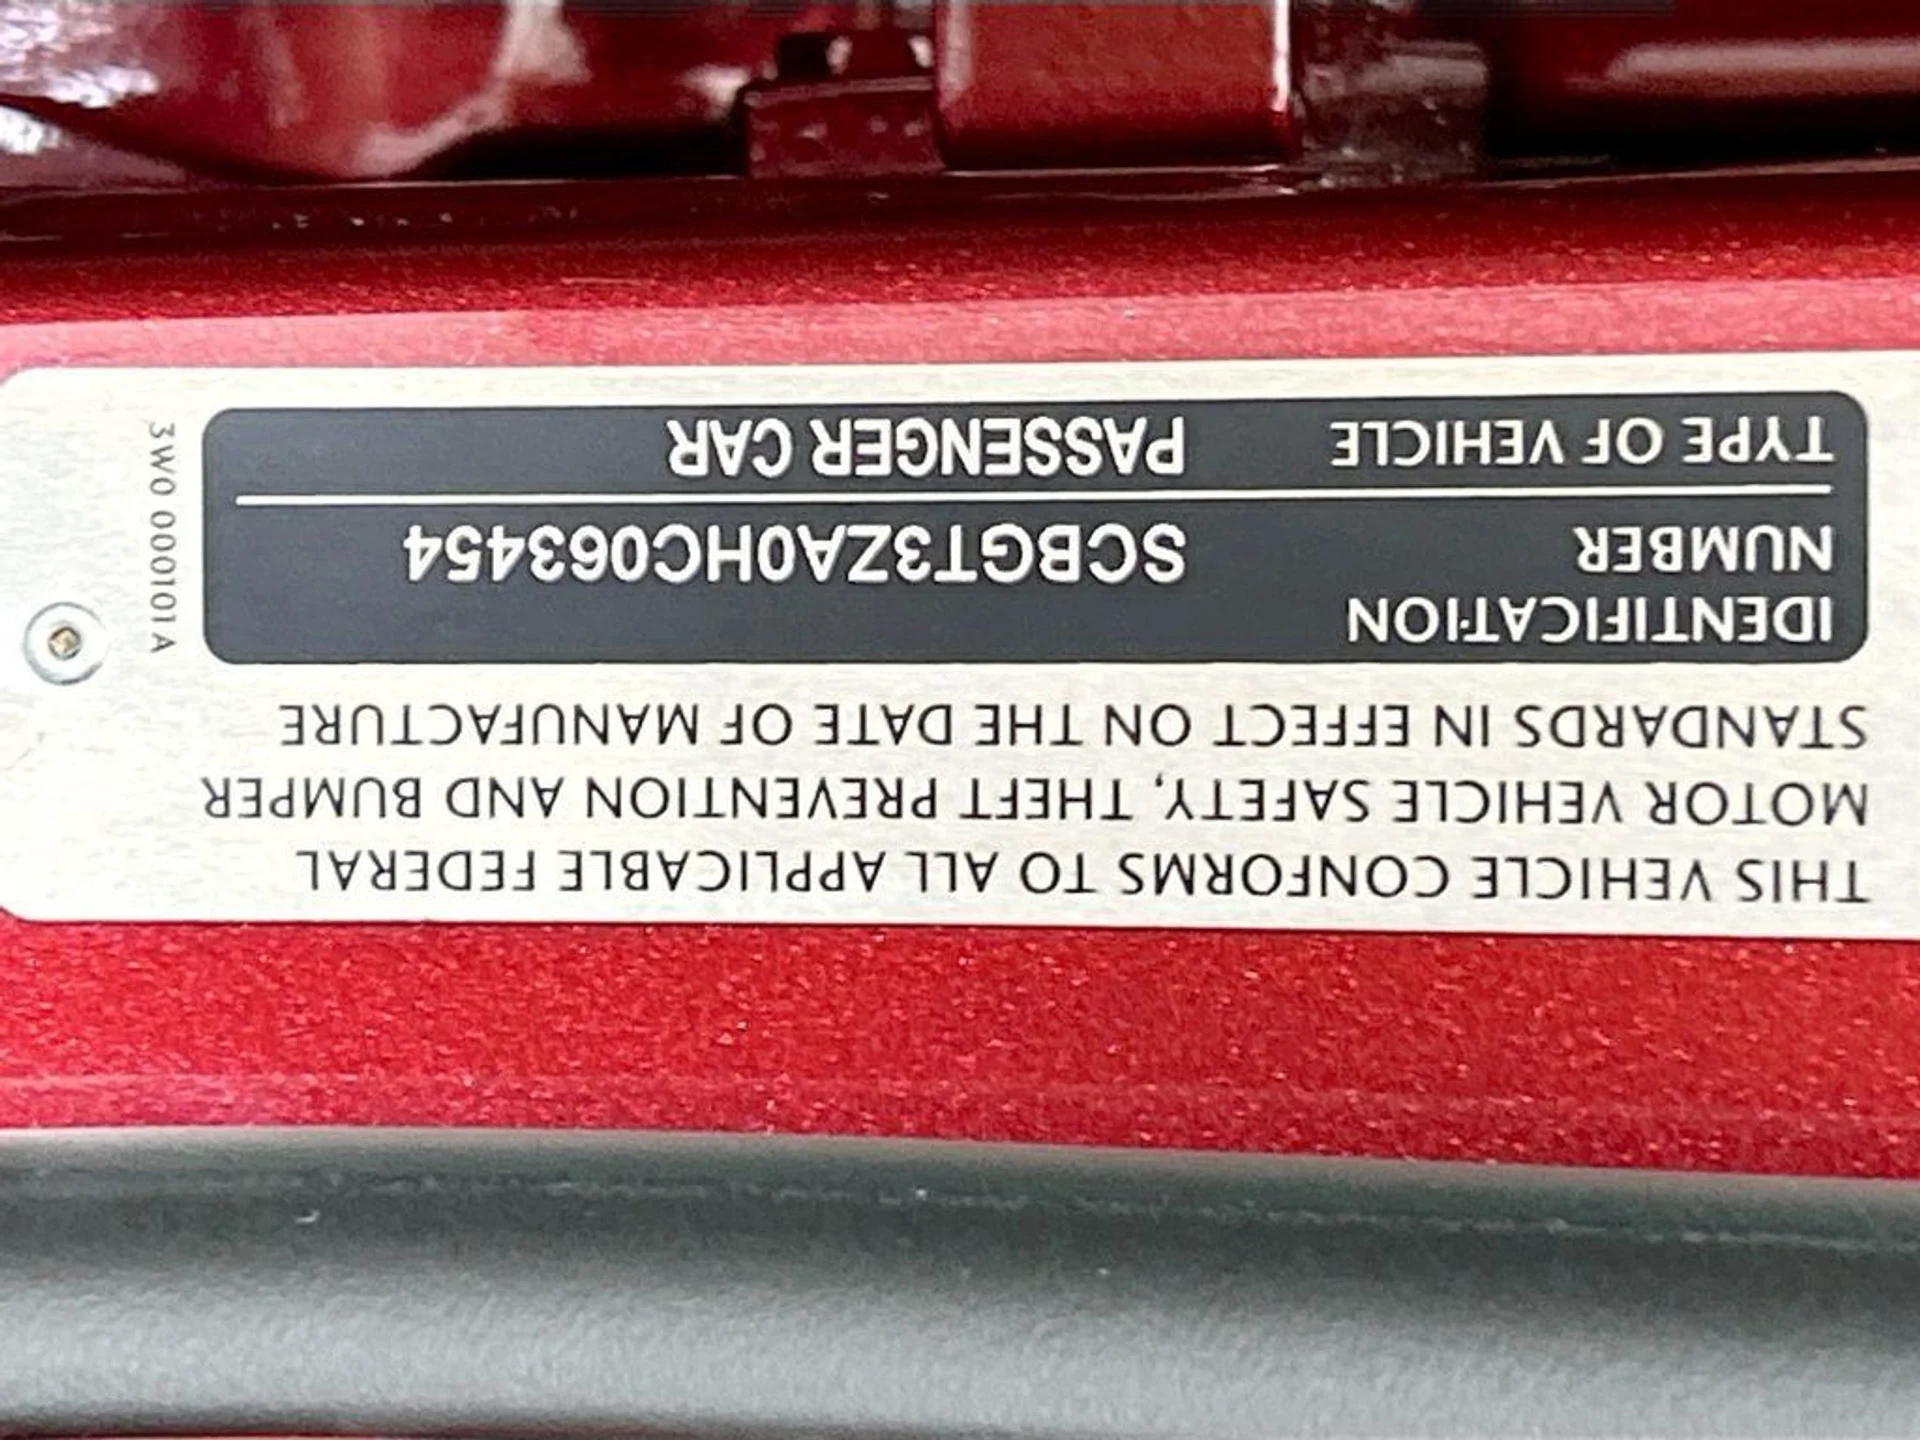 THIS VEHICLE CONFORMS TO ALL APPLICABLE FEDERAL
MOTOR VEHICLE SAFETY, THEFT PREVENTION AND BUMPER
STANDARDS IN EFFECT ON THE DATE OF MANUFACTURE
IDENTIFICATION
NUMBER SCBGT3ZA0HC063454
TYPE OF VEHICLE PASSENGER CAR
3W0 000101A